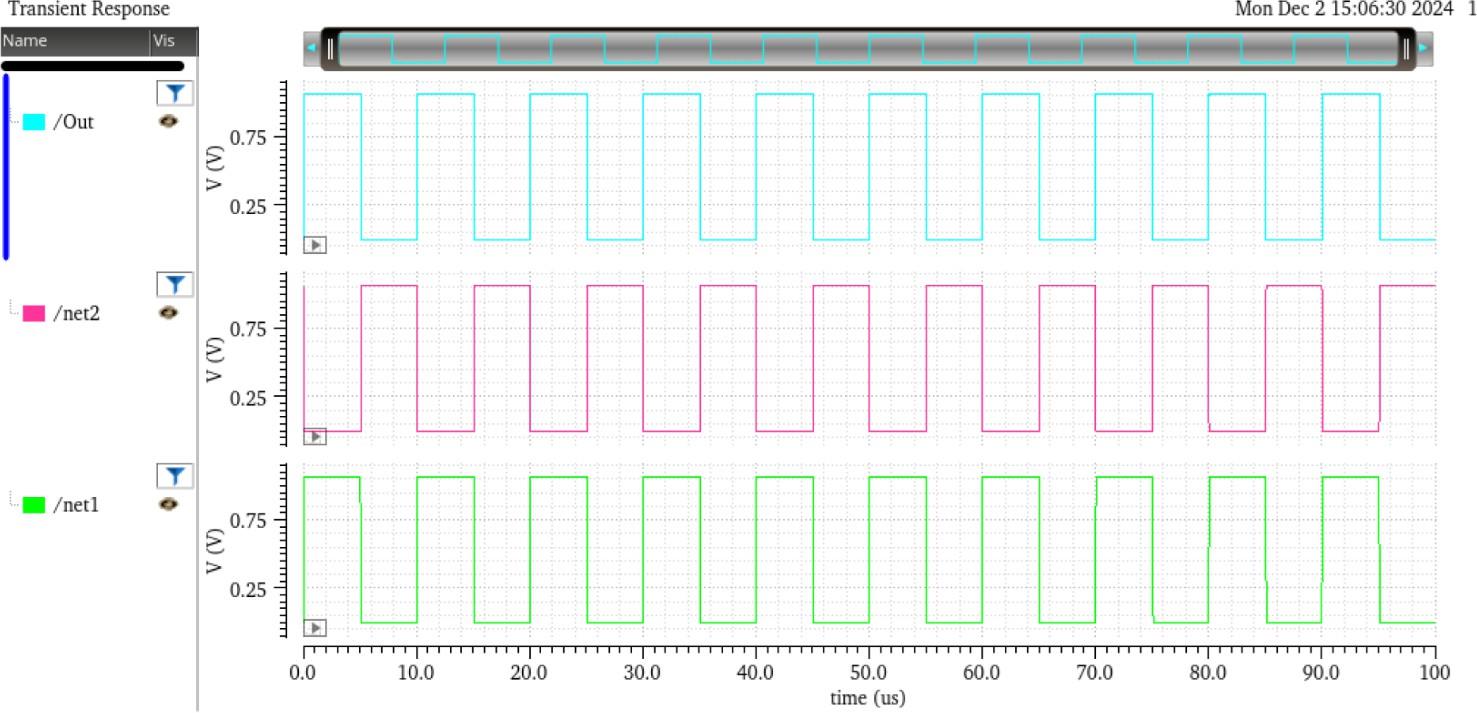 Transient Response
Mon Dec 2 15:06:30 2024 1
Name Vis
/Out
V (V)
0.75
0.25
/net2
V (V)
0.75
0.25
/net1
V (V)
0.75
0.25
0.0 10.0 20.0 30.0 40.0 50.0 60.0 70.0 80.0 90.0 100
time (us)